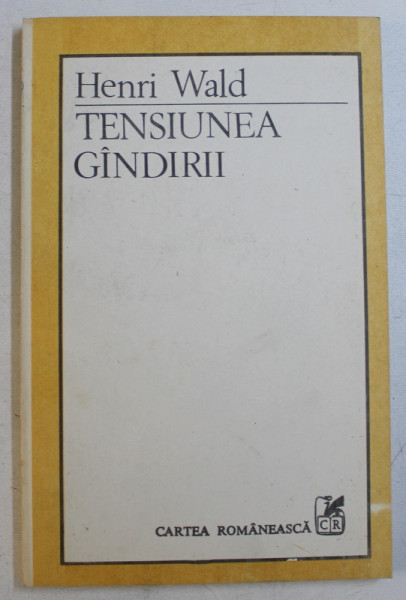 Henri Wald
TENSIUNEA
GÎNDIRII
CARTEA ROMÂNEASCĂ
CR